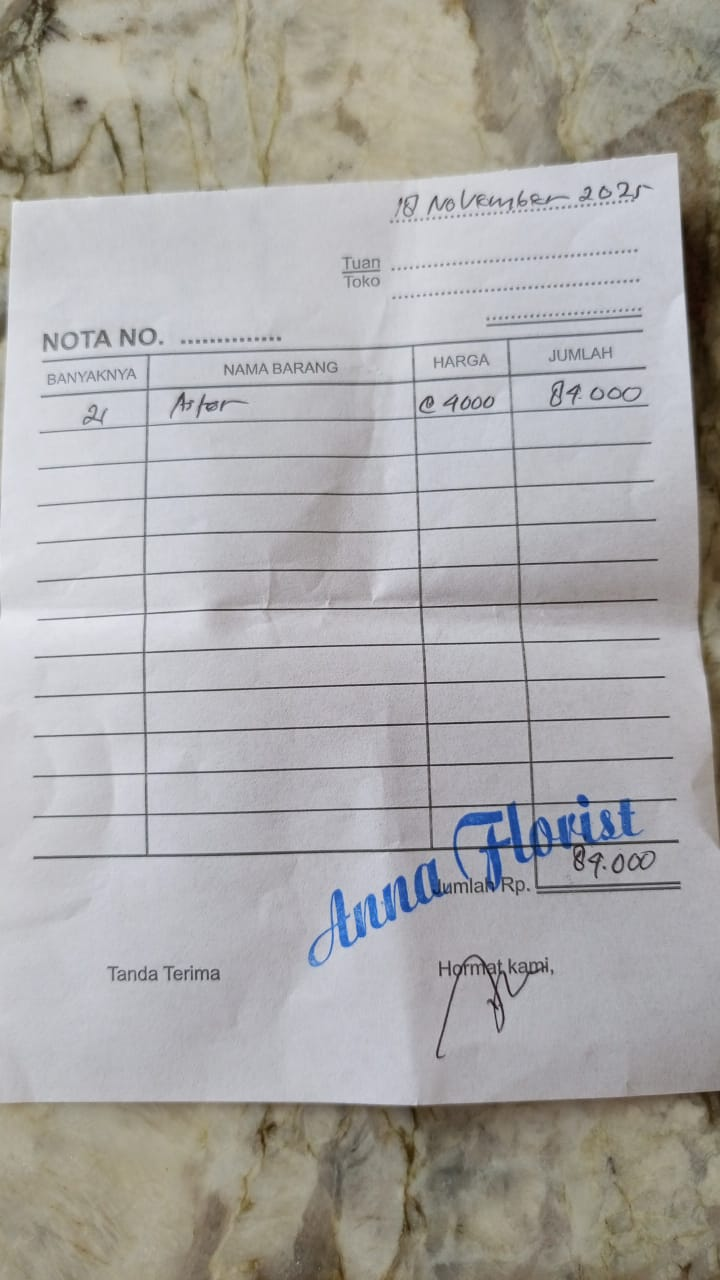 18 November 2025
Tuan
Toko
NOTA NO. ...............
BANYAKNYA NAMA BARANG HARGA JUMLAH
21 Aster @ 4000 84.000
Anna Florist
Jumlah Rp. 84.000
Tanda Terima Hormat kami,